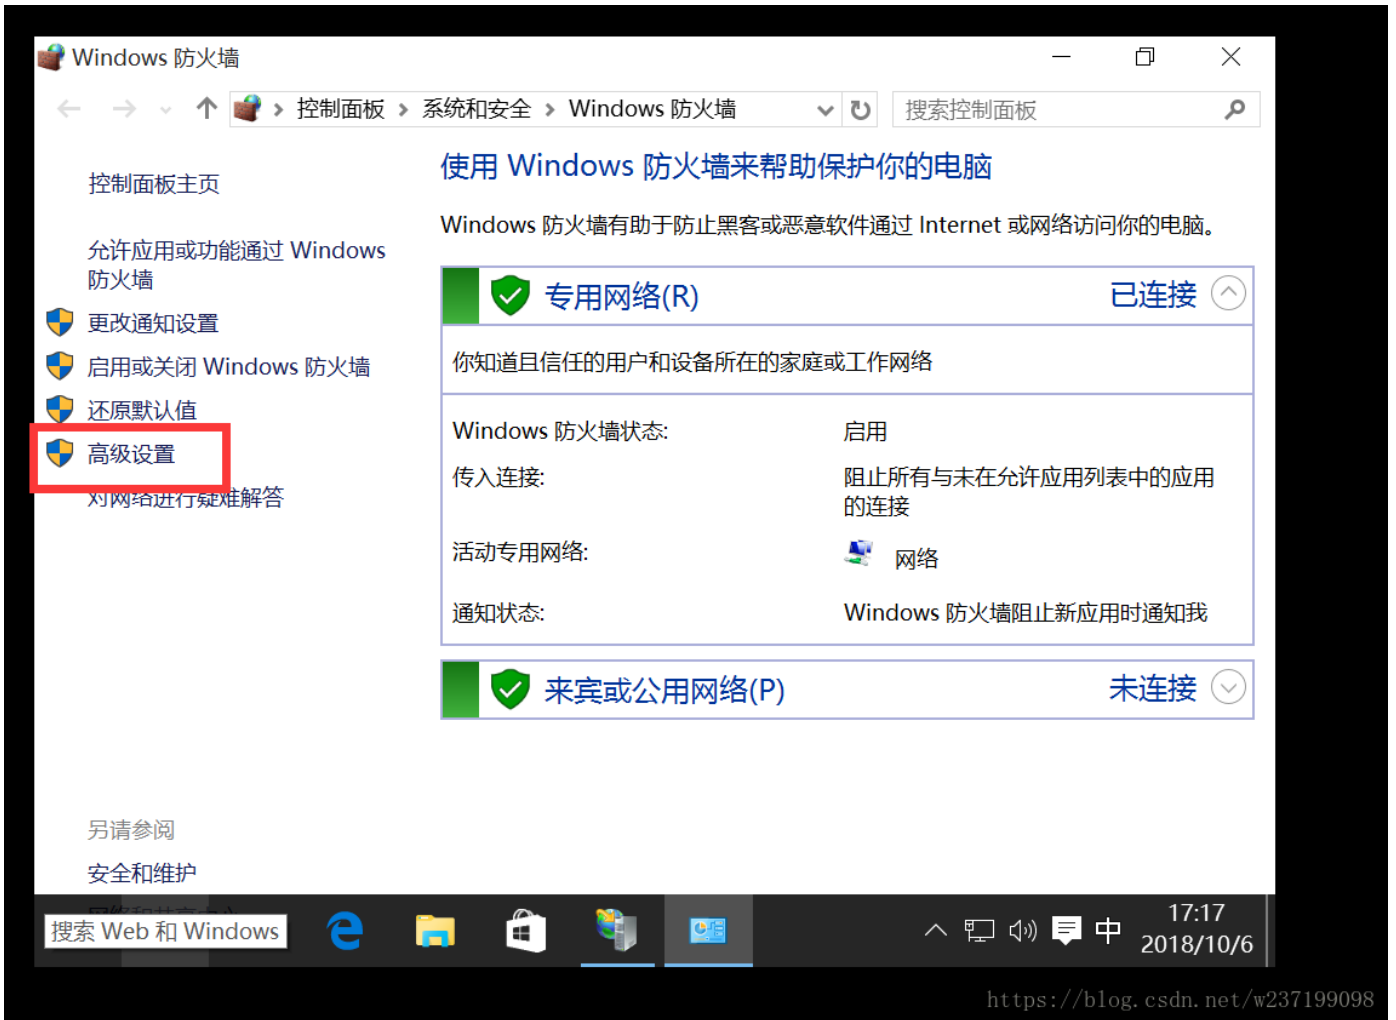 Windows 防火墙
控制面板 › 系统和安全 › Windows 防火墙
搜索控制面板
控制面板主页
允许应用或功能通过 Windows
防火墙
更改通知设置
启用或关闭 Windows 防火墙
还原默认值
高级设置
对网络进行疑难解答
另请参阅
安全和维护
使用 Windows 防火墙来帮助保护你的电脑
Windows 防火墙有助于防止黑客或恶意软件通过 Internet 或网络访问你的电脑。
专用网络(R)
已连接
你知道且信任的用户和设备所在的家庭或工作网络
Windows 防火墙状态:
启用
传入连接:
阻止所有与未在允许应用列表中的应用
的连接
活动专用网络:
网络
通知状态:
Windows 防火墙阻止新应用时通知我
来宾或公用网络(P)
未连接
搜索 Web 和 Windows
中
17:17
2018/10/6
https://blog.csdn.net/w237199098